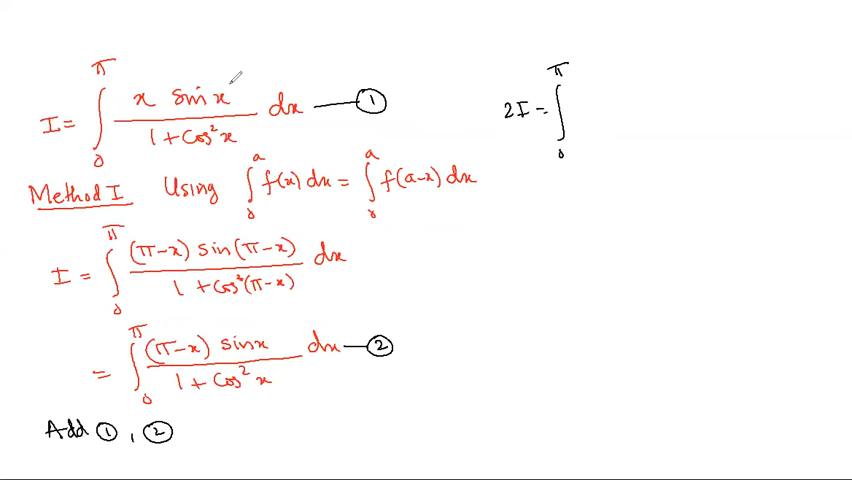 I = ∫₀^π (x sin x)/(1 + Cos²x) dx — ①
Method I Using ∫₀^a f(x) dx = ∫₀^a f(a-x) dx
I = ∫₀^π ((π-x) sin(π-x))/(1 + Cos²(π-x)) dx
= ∫₀^π ((π-x) sinx)/(1 + Cos²x) dx — ②
Add ①, ②
2I = ∫₀^π